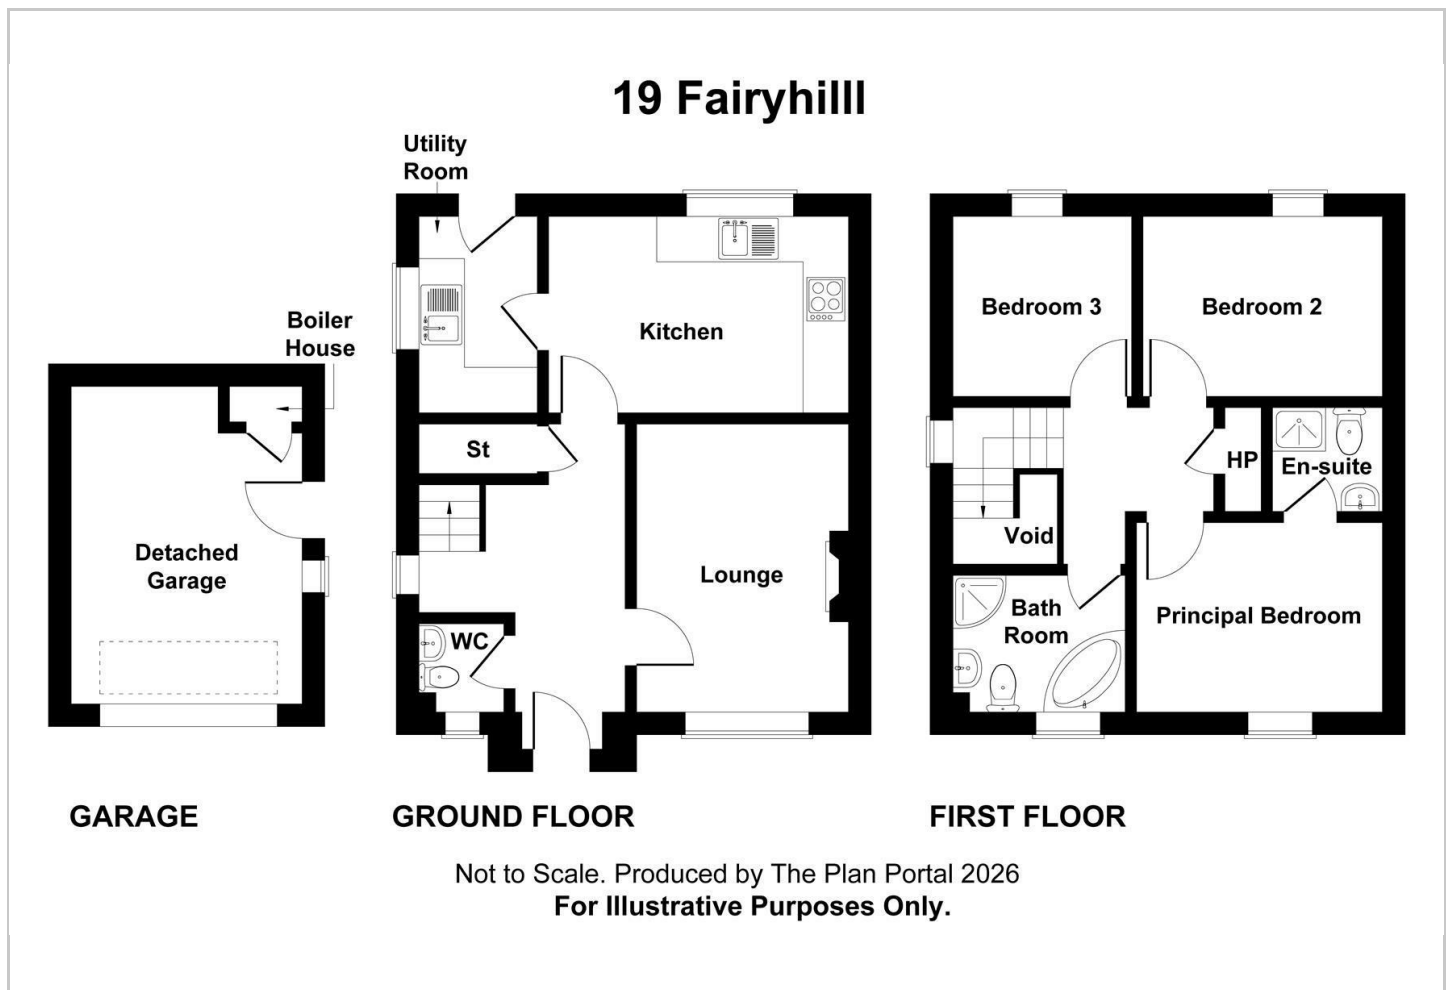 19 Fairyhilll
Utility
Room
Boiler
House
Kitchen
St
Detached
Garage
WC
Lounge
Bedroom 3
Bedroom 2
HP
En-suite
Void
Bath
Room
Principal Bedroom
GARAGE
GROUND FLOOR
FIRST FLOOR
Not to Scale. Produced by The Plan Portal 2026
For Illustrative Purposes Only.